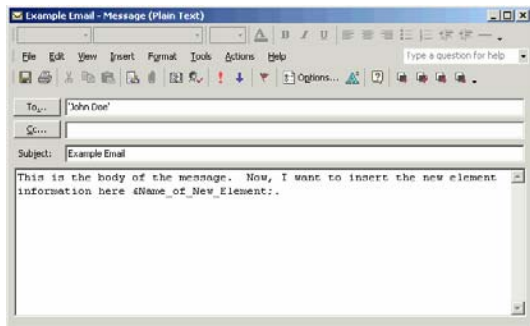 Example Email - Message (Plain Text)
A B I U
File Edit View Insert Format Tools Actions Help Type a question for help
Options...
To... 'John Doe'
Cc...
Subject: Example Email
This is the body of the message.  Now, I want to insert the new element
information here &Name_of_New_Element;.